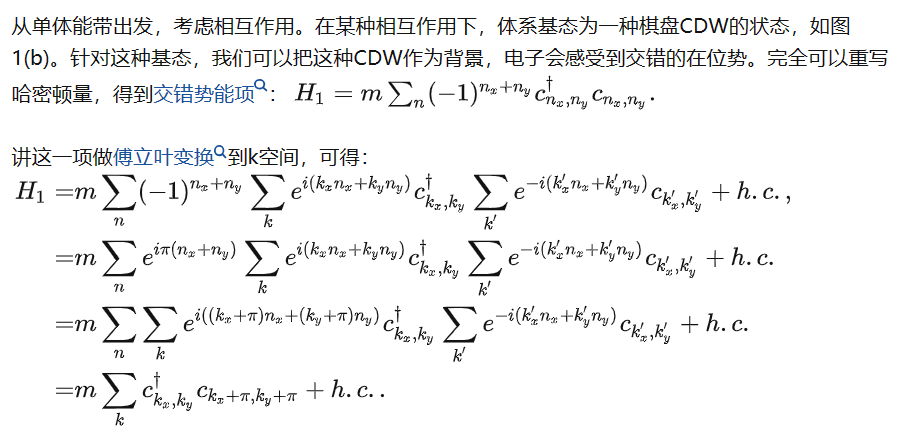 从单体能带出发，考虑相互作用。在某种相互作用下，体系基态为一种棋盘CDW的状态，如图
1(b)。针对这种基态，我们可以把这种CDW作为背景，电子会感受到交错的在位势。完全可以重写
哈密顿量，得到交错势能项： $H_1 = m\sum_n (-1)^{n_x+n_y} c^\dagger_{n_x,n_y} c_{n_x,n_y}.$
讲这一项做傅立叶变换到k空间，可得：
$H_1 = m\sum_n (-1)^{n_x+n_y} \sum_k e^{i(k_x n_x+k_y n_y)} c^\dagger_{k_x,k_y} \sum_{k'} e^{-i(k'_x n_x+k'_y n_y)} c_{k'_x,k'_y} + h.c.,$
$= m\sum_n e^{i\pi(n_x+n_y)} \sum_k e^{i(k_x n_x+k_y n_y)} c^\dagger_{k_x,k_y} \sum_{k'} e^{-i(k'_x n_x+k'_y n_y)} c_{k'_x,k'_y} + h.c.$
$= m\sum_n \sum_k e^{i((k_x+\pi)n_x+(k_y+\pi)n_y)} c^\dagger_{k_x,k_y} \sum_{k'} e^{-i(k'_x n_x+k'_y n_y)} c_{k'_x,k'_y} + h.c.$
$= m\sum_k c^\dagger_{k_x,k_y} c_{k_x+\pi,k_y+\pi} + h.c..$